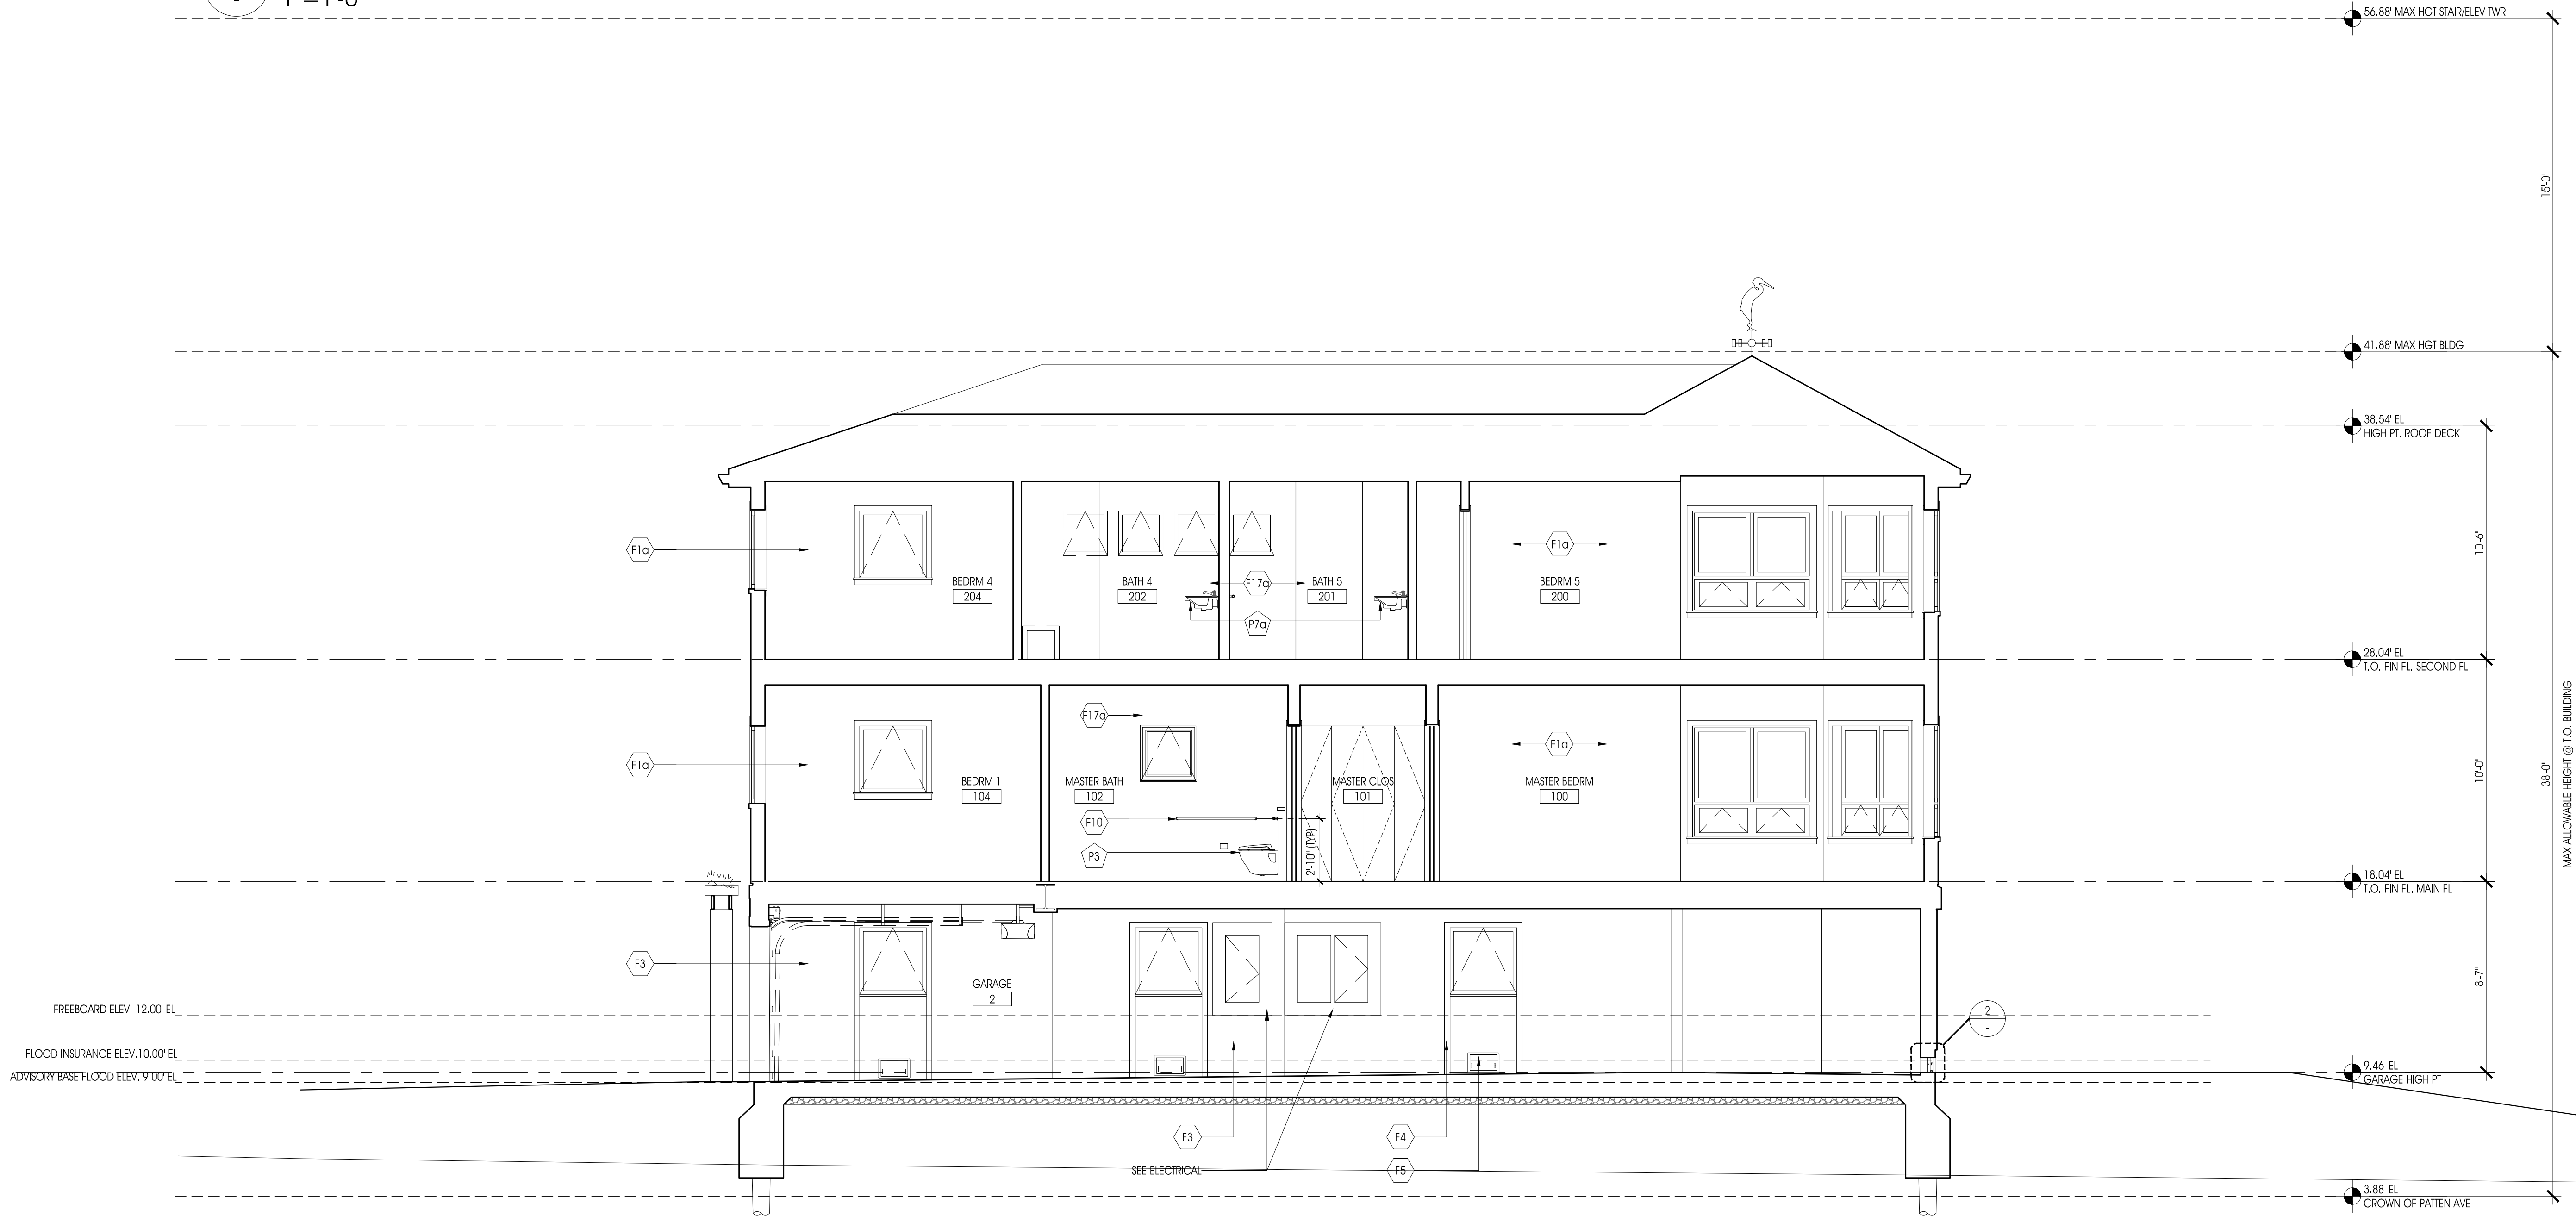 56.88' MAX HGT STAIR/ELEV TWR
15'-0"
41.88' MAX HGT BLDG
38.54' EL
HIGH PT. ROOF DECK
10'-6"
F1a
F1a
F17a
BEDRM 4
204
BATH 4
202
BATH 5
201
BEDRM 5
200
P7a
28.04' EL
T.O. FIN FL. SECOND FL
F17a
F1a
F1a
BEDRM 1
104
MASTER BATH
102
MASTER CLOS
101
MASTER BEDRM
100
10'-0"
38'-0"
MAX ALLOWABLE HEIGHT @ T.O. BUILDING
F10
P3
2'-10" (TYP)
18.04' EL
T.O. FIN FL. MAIN FL
F3
GARAGE
2
8'-7"
FREEBOARD ELEV. 12.00' EL
2
-
FLOOD INSURANCE ELEV.10.00' EL
ADVISORY BASE FLOOD ELEV. 9.00' EL
9.46' EL
GARAGE HIGH PT
F3
F4
SEE ELECTRICAL
F5
3.88' EL
CROWN OF PATTEN AVE